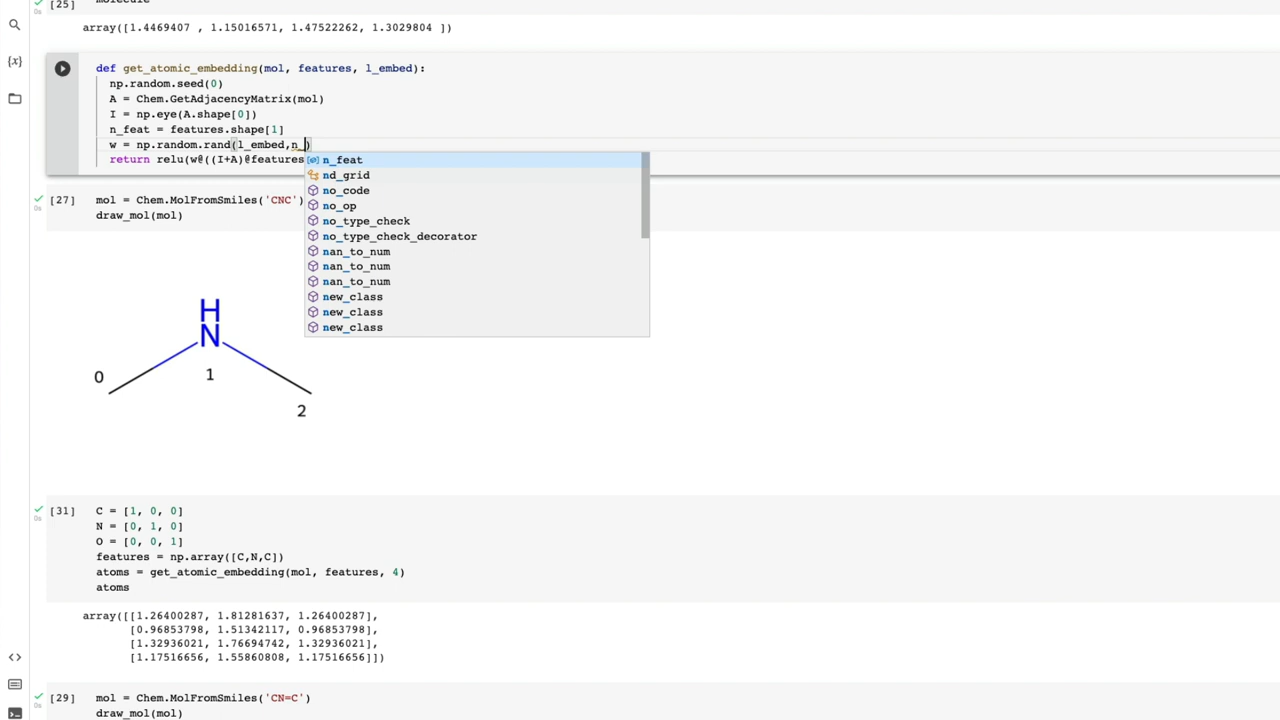 [25] molecule
0s
array([1.4469407 , 1.15016571, 1.47522262, 1.3029804 ])
{x}
def get_atomic_embedding(mol, features, l_embed):
np.random.seed(0)
A = Chem.GetAdjacencyMatrix(mol)
I = np.eye(A.shape[0])
n_feat = features.shape[1]
w = np.random.rand(l_embed,n_)
return relu(w@((I+A)@features
n_feat
nd_grid
no_code
no_op
no_type_check
no_type_check_decorator
nan_to_num
nan_to_num
nan_to_num
new_class
new_class
new_class
[27] mol = Chem.MolFromSmiles('CNC')
0s
draw_mol(mol)
H
N
0
1
2
[31] C = [1, 0, 0]
0s
N = [0, 1, 0]
O = [0, 0, 1]
features = np.array([C,N,C])
atoms = get_atomic_embedding(mol, features, 4)
atoms
array([[1.26400287, 1.81281637, 1.26400287],
[0.96853798, 1.51342117, 0.96853798],
[1.32936021, 1.76694742, 1.32936021],
[1.17516656, 1.55860808, 1.17516656]])
[29] mol = Chem.MolFromSmiles('CN=C')
0s
draw_mol(mol)